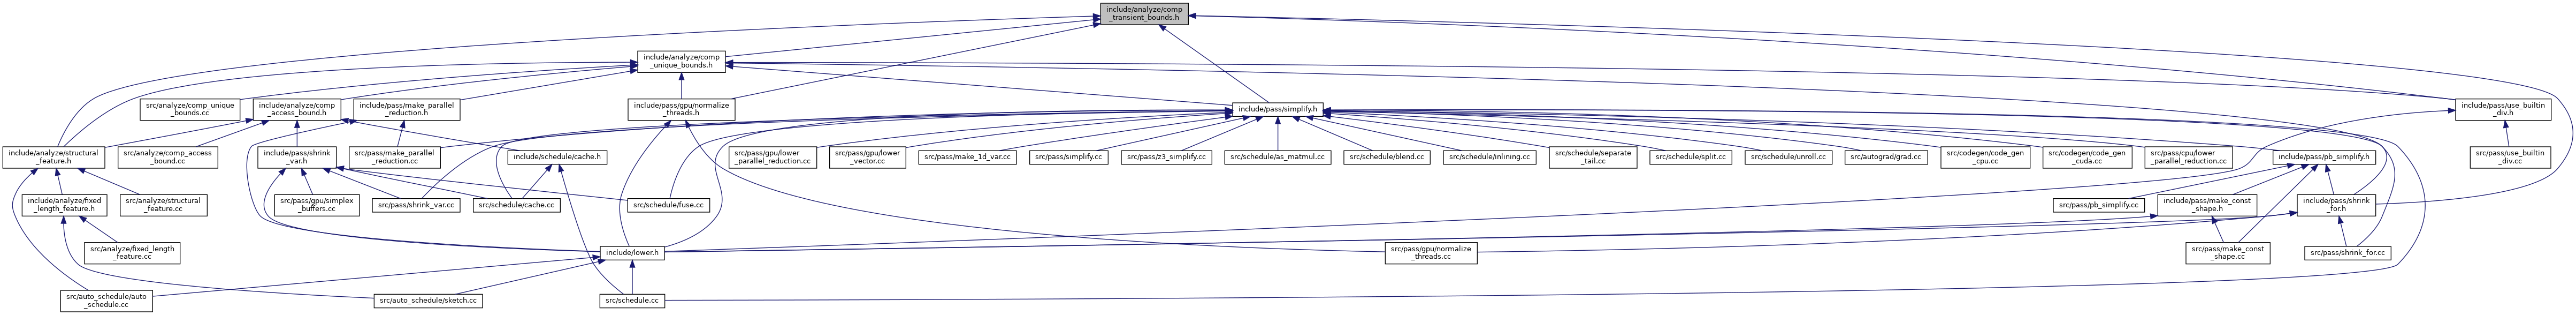 include/analyze/comp
_transient_bounds.h
include/analyze/comp
_unique_bounds.h
src/analyze/comp_unique
_bounds.cc
include/analyze/comp
_access_bound.h
include/pass/make_parallel
_reduction.h
include/pass/gpu/normalize
_threads.h
include/pass/simplify.h
include/pass/use_builtin
_div.h
include/analyze/structural
_feature.h
src/analyze/comp_access
_bound.cc
include/pass/shrink
_var.h
src/pass/make_parallel
_reduction.cc
include/schedule/cache.h
src/pass/gpu/lower
_parallel_reduction.cc
src/pass/gpu/lower
_vector.cc
src/pass/make_1d_var.cc
src/pass/simplify.cc
src/pass/z3_simplify.cc
src/schedule/as_matmul.cc
src/schedule/blend.cc
src/schedule/inlining.cc
src/schedule/separate
_tail.cc
src/schedule/split.cc
src/schedule/unroll.cc
src/autograd/grad.cc
src/codegen/code_gen
_cpu.cc
src/codegen/code_gen
_cuda.cc
src/pass/cpu/lower
_parallel_reduction.cc
include/pass/pb_simplify.h
src/pass/use_builtin
_div.cc
include/analyze/fixed
_length_feature.h
src/analyze/structural
_feature.cc
src/pass/gpu/simplex
_buffers.cc
src/pass/shrink_var.cc
src/schedule/cache.cc
src/schedule/fuse.cc
src/pass/pb_simplify.cc
include/pass/make_const
_shape.h
include/pass/shrink
_for.h
src/analyze/fixed_length
_feature.cc
include/lower.h
src/pass/gpu/normalize
_threads.cc
src/pass/make_const
_shape.cc
src/pass/shrink_for.cc
src/auto_schedule/auto
_schedule.cc
src/auto_schedule/sketch.cc
src/schedule.cc